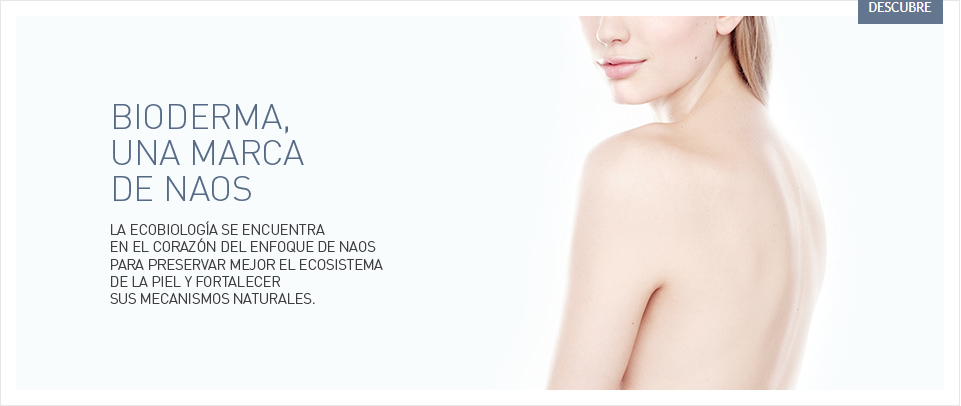 DESCUBRE
BIODERMA,
UNA MARCA
DE NAOS
LA ECOBIOLOGÍA SE ENCUENTRA
EN EL CORAZÓN DEL ENFOQUE DE NAOS
PARA PRESERVAR MEJOR EL ECOSISTEMA
DE LA PIEL Y FORTALECER
SUS MECANISMOS NATURALES.